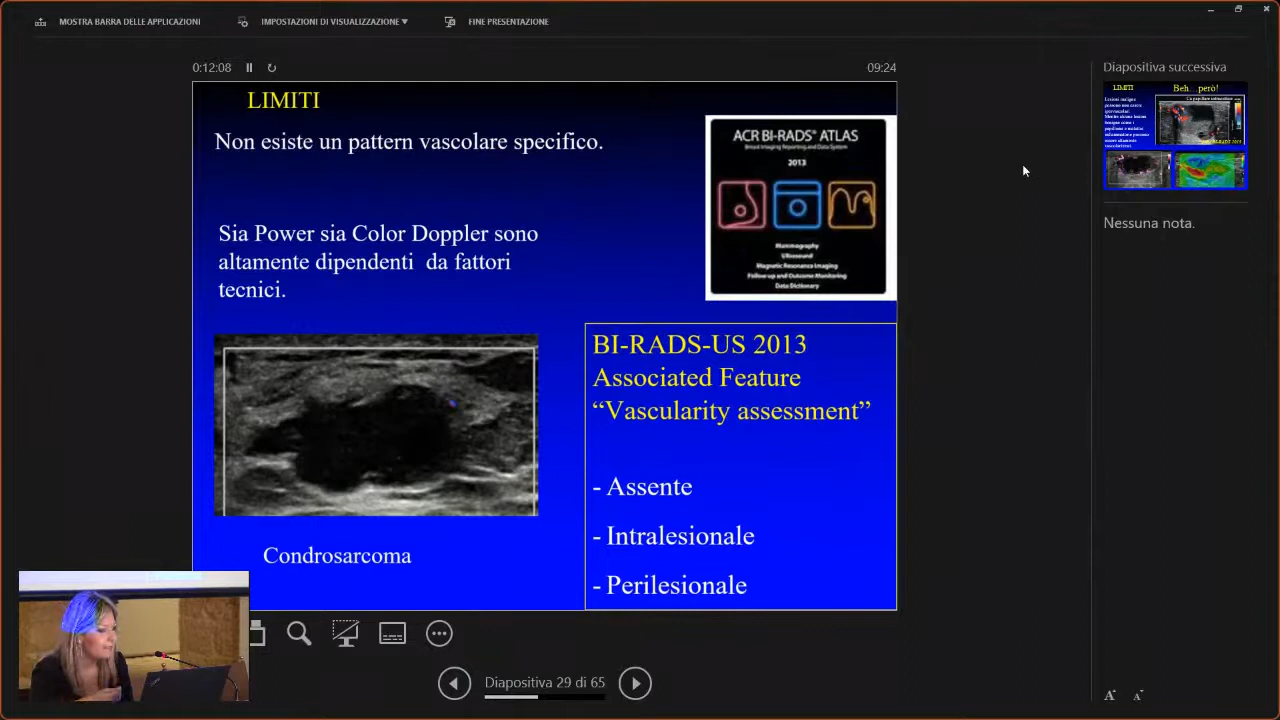 MOSTRA BARRA DELLE APPLICAZIONI
IMPOSTAZIONI DI VISUALIZZAZIONE
FINE PRESENTAZIONE
0:12:08
09:24
LIMITI
Non esiste un pattern vascolare specifico.
Sia Power sia Color Doppler sono
altamente dipendenti da fattori
tecnici.
ACR BI-RADS® ATLAS
Breast Imaging Reporting and Data System
2013
Mammography
Ultrasound
Magnetic Resonance Imaging
Follow-up and Outcome Monitoring
Data Dictionary
BI-RADS-US 2013
Associated Feature
“Vascularity assessment”
- Assente
- Intralesionale
- Perilesionale
Condrosarcoma
Diapositiva 29 di 65
Diapositiva successiva
LIMITI
Beh...però!
Nessuna nota.
A A